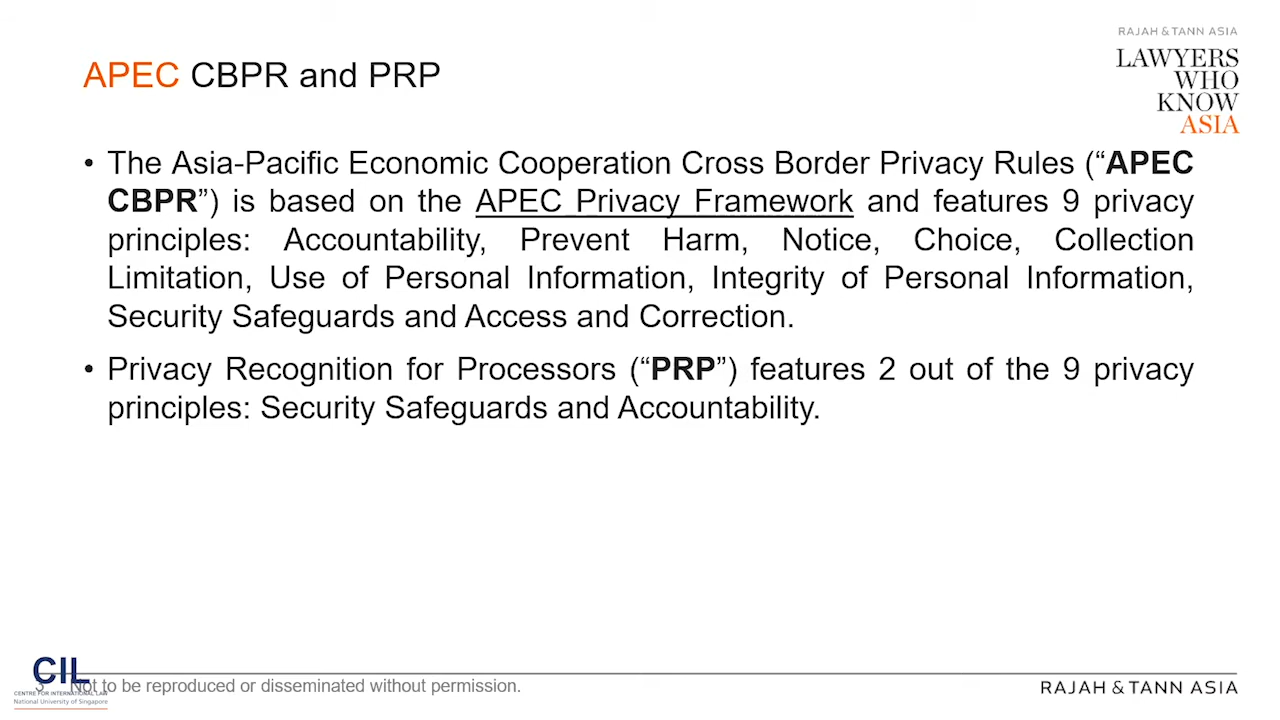 RAJAH & TANN ASIA
LAWYERS
WHO
KNOW
ASIA
APEC CBPR and PRP
• The Asia-Pacific Economic Cooperation Cross Border Privacy Rules (“APEC
CBPR”) is based on the APEC Privacy Framework and features 9 privacy
principles: Accountability, Prevent Harm, Notice, Choice, Collection
Limitation, Use of Personal Information, Integrity of Personal Information,
Security Safeguards and Access and Correction.
• Privacy Recognition for Processors (“PRP”) features 2 out of the 9 privacy
principles: Security Safeguards and Accountability.
CIL
CENTRE FOR INTERNATIONAL LAW
National University of Singapore
3 Not to be reproduced or disseminated without permission.
RAJAH & TANN ASIA